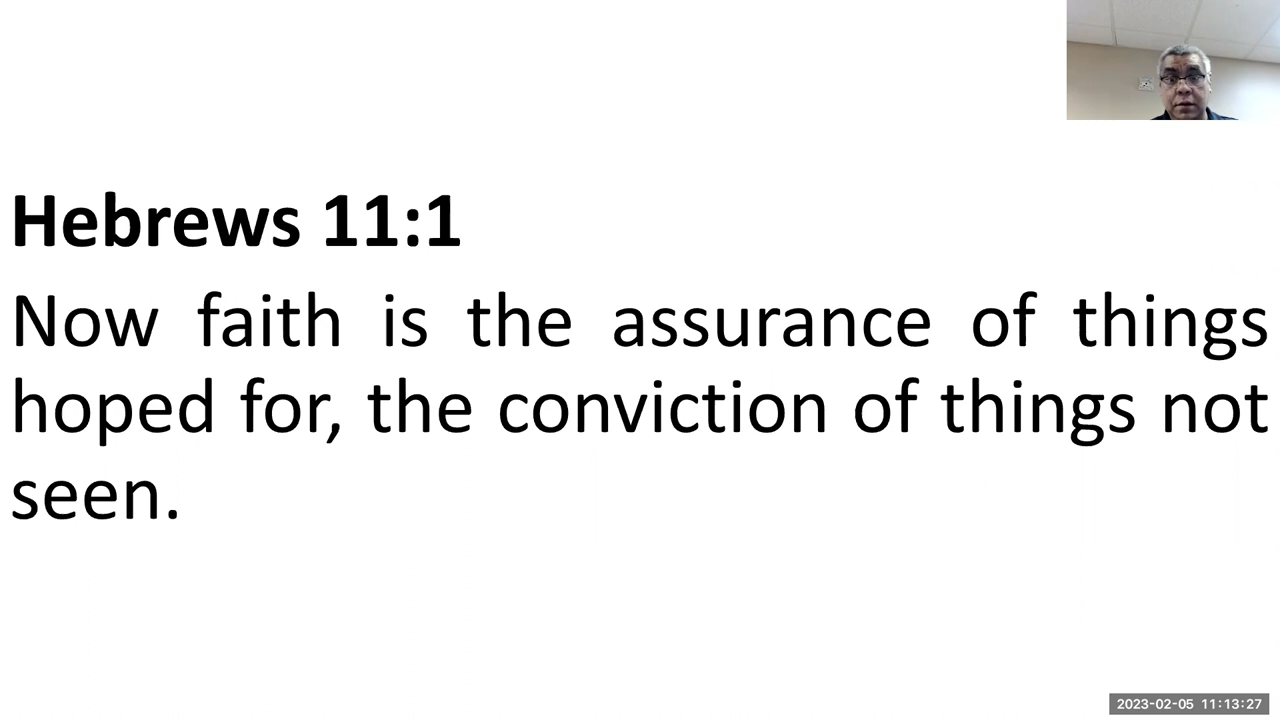 Hebrews 11:1
Now faith is the assurance of things
hoped for, the conviction of things not
seen.
2023-02-05 11:13:27